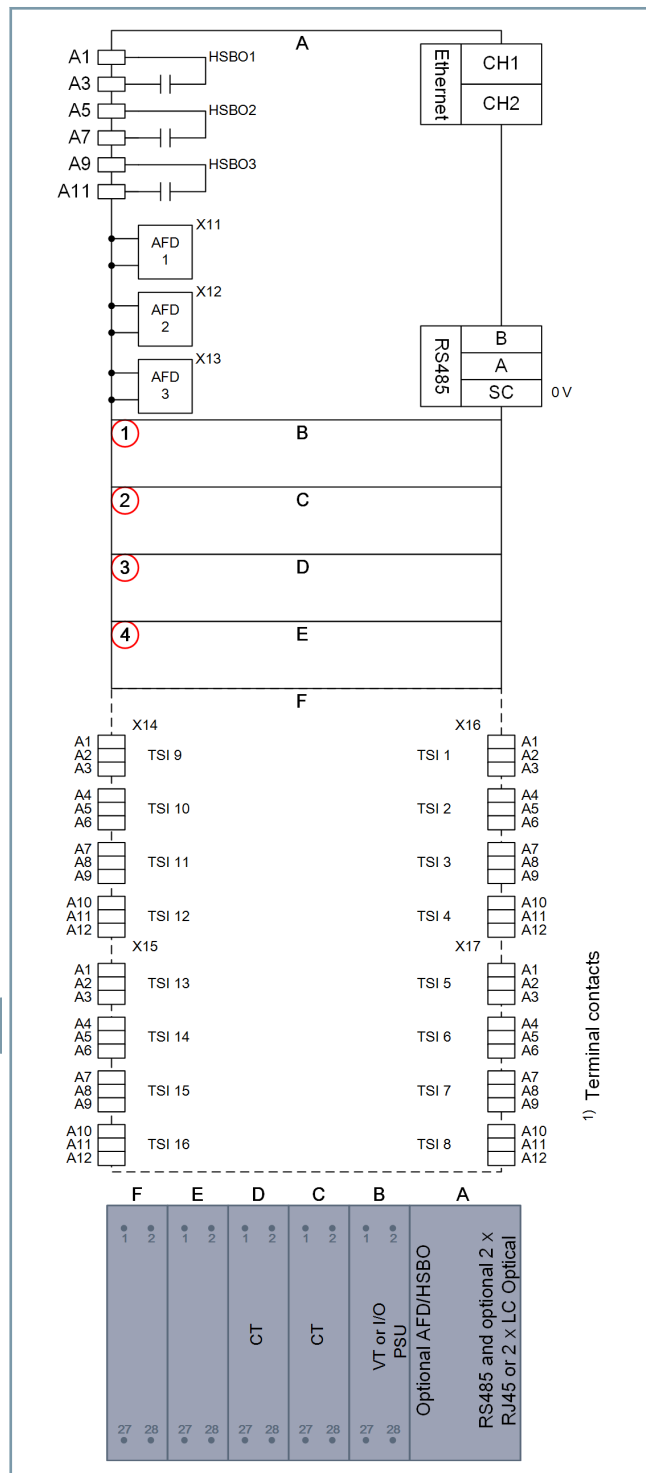 A
A1
HSBO1
A3
A5
HSBO2
A7
A9
HSBO3
A11
Ethernet
CH1
CH2
X11
AFD
1
X12
AFD
2
X13
AFD
3
RS485
B
A
SC
0 V
1
B
2
C
3
D
4
E
F
X14
A1
A2
A3
TSI 9
A4
A5
A6
TSI 10
A7
A8
A9
TSI 11
A10
A11
A12
TSI 12
X15
A1
A2
A3
TSI 13
A4
A5
A6
TSI 14
A7
A8
A9
TSI 15
A10
A11
A12
TSI 16
X16
TSI 1
A1
A2
A3
TSI 2
A4
A5
A6
TSI 3
A7
A8
A9
TSI 4
A10
A11
A12
X17
TSI 5
A1
A2
A3
TSI 6
A4
A5
A6
TSI 7
A7
A8
A9
TSI 8
A10
A11
A12
1) Terminal contacts
F E D C B A
1 2 1 2 1 2 1 2 1 2
CT
CT
VT or I/O
PSU
Optional AFD/HSBO
RS485 and optional 2 x
RJ45 or 2 x LC Optical
27 28 27 28 27 28 27 28 27 28